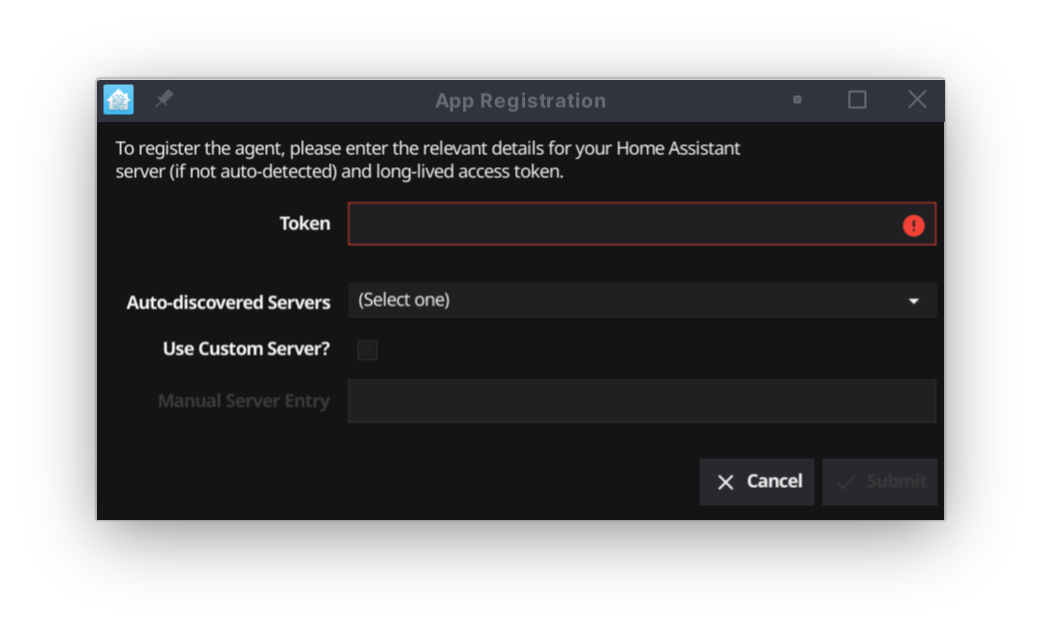 App Registration
To register the agent, please enter the relevant details for your Home Assistant
server (if not auto-detected) and long-lived access token.
Token
Auto-discovered Servers (Select one)
Use Custom Server?
Manual Server Entry
Cancel Submit